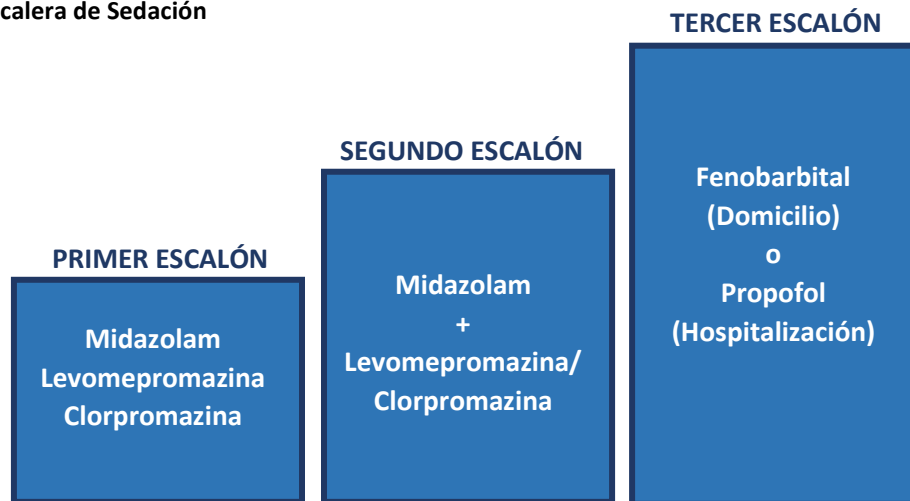 calera de Sedación
PRIMER ESCALÓN
Midazolam
Levomepromazina
Clorpromazina
SEGUNDO ESCALÓN
Midazolam
+
Levomepromazina/
Clorpromazina
TERCER ESCALÓN
Fenobarbital
(Domicilio)
o
Propofol
(Hospitalización)